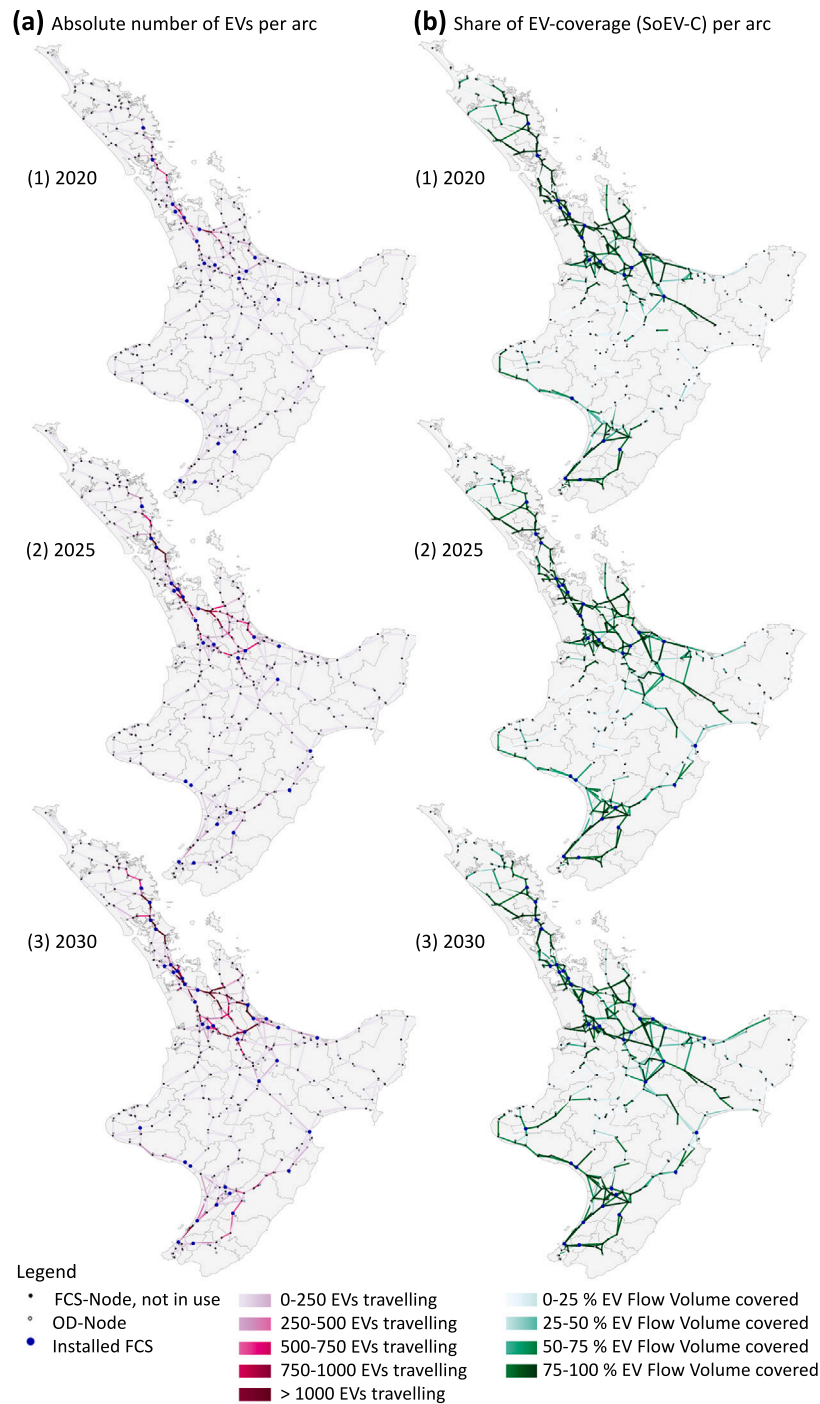 (a) Absolute number of EVs per arc
(b) Share of EV-coverage (SoEV-C) per arc
(1) 2020
(1) 2020
(2) 2025
(2) 2025
(3) 2030
(3) 2030
Legend
FCS-Node, not in use
OD-Node
Installed FCS
0-250 EVs travelling
250-500 EVs travelling
500-750 EVs travelling
750-1000 EVs travelling
> 1000 EVs travelling
0-25 % EV Flow Volume covered
25-50 % EV Flow Volume covered
50-75 % EV Flow Volume covered
75-100 % EV Flow Volume covered